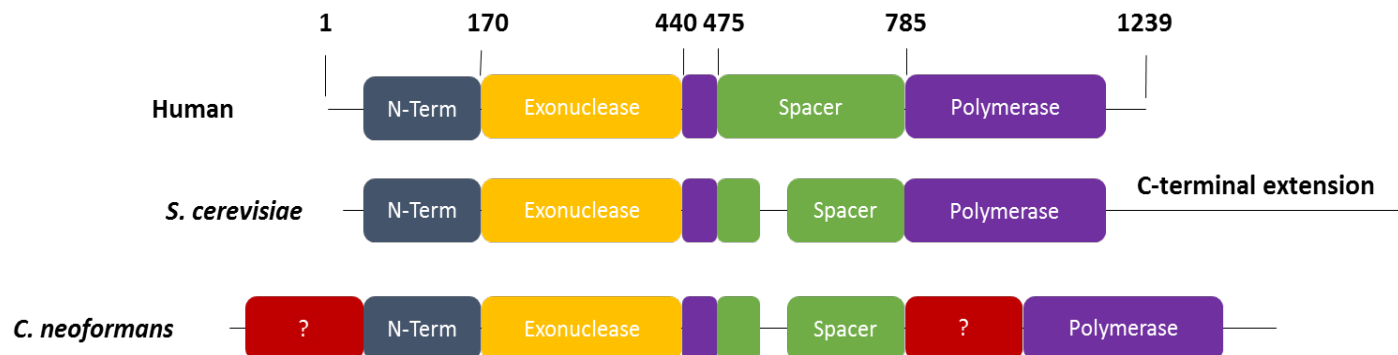 1 170 440 475 785 1239
Human N-Term Exonuclease Spacer Polymerase
C-terminal extension
S. cerevisiae N-Term Exonuclease Spacer Polymerase
C. neoformans ? N-Term Exonuclease Spacer ? Polymerase